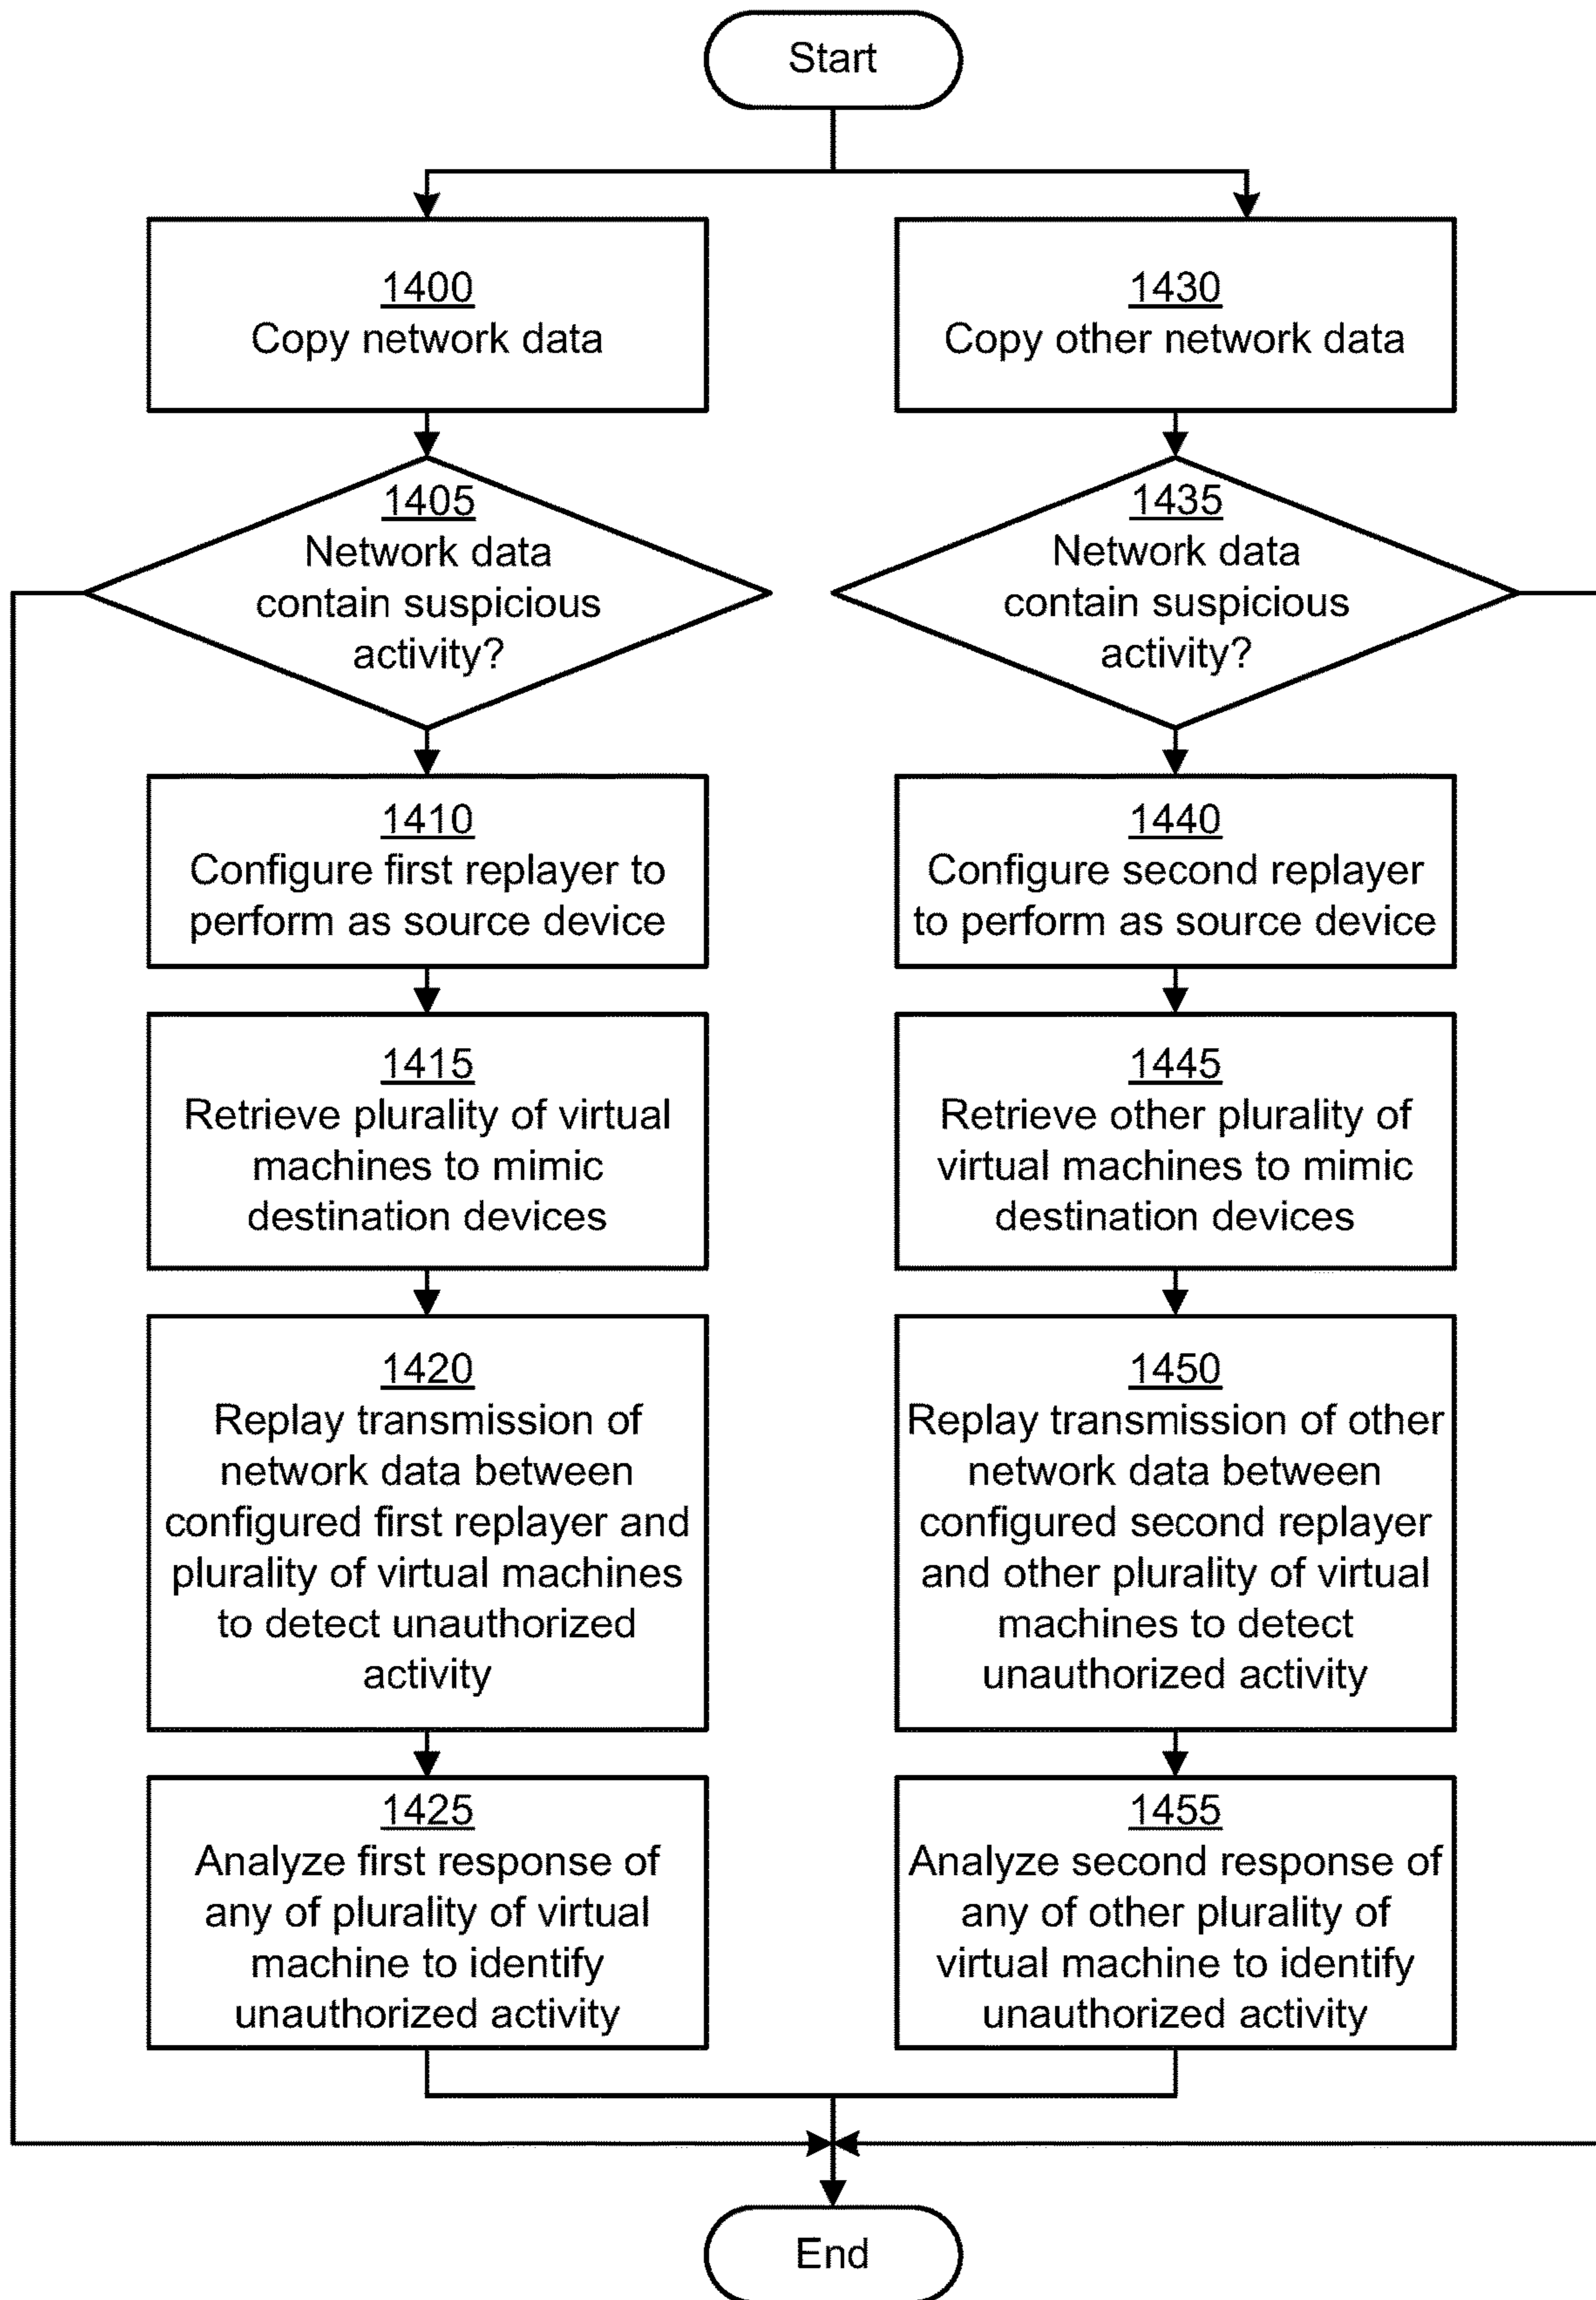 Start
1400
Copy network data
1405
Network data
contain suspicious
activity?
1410
Configure first replayer to
perform as source device
1415
Retrieve plurality of virtual
machines to mimic
destination devices
1420
Replay transmission of
network data between
configured first replayer and
plurality of virtual machines
to detect unauthorized
activity
1425
Analyze first response of
any of plurality of virtual
machine to identify
unauthorized activity
1430
Copy other network data
1435
Network data
contain suspicious
activity?
1440
Configure second replayer
to perform as source device
1445
Retrieve other plurality of
virtual machines to mimic
destination devices
1450
Replay transmission of other
network data between
configured second replayer
and other plurality of virtual
machines to detect
unauthorized activity
1455
Analyze second response of
any of other plurality of
virtual machine to identify
unauthorized activity
End